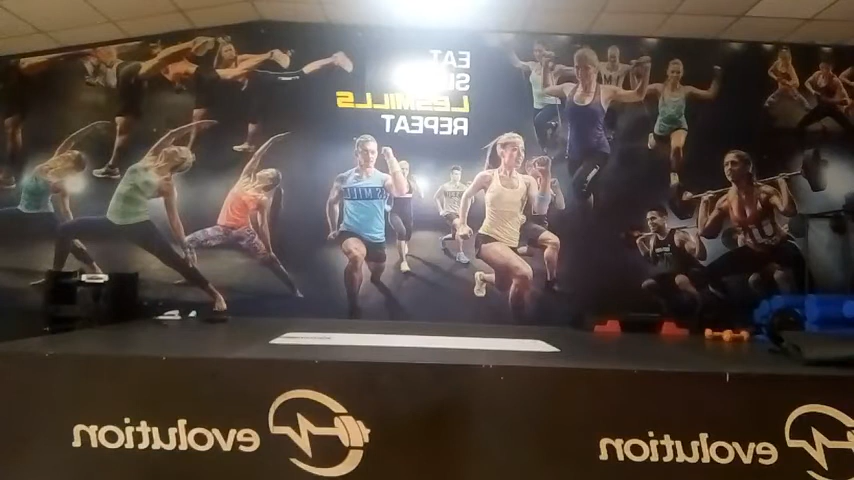 EAT
LESMILLS
REPEAT
evolution
evolution